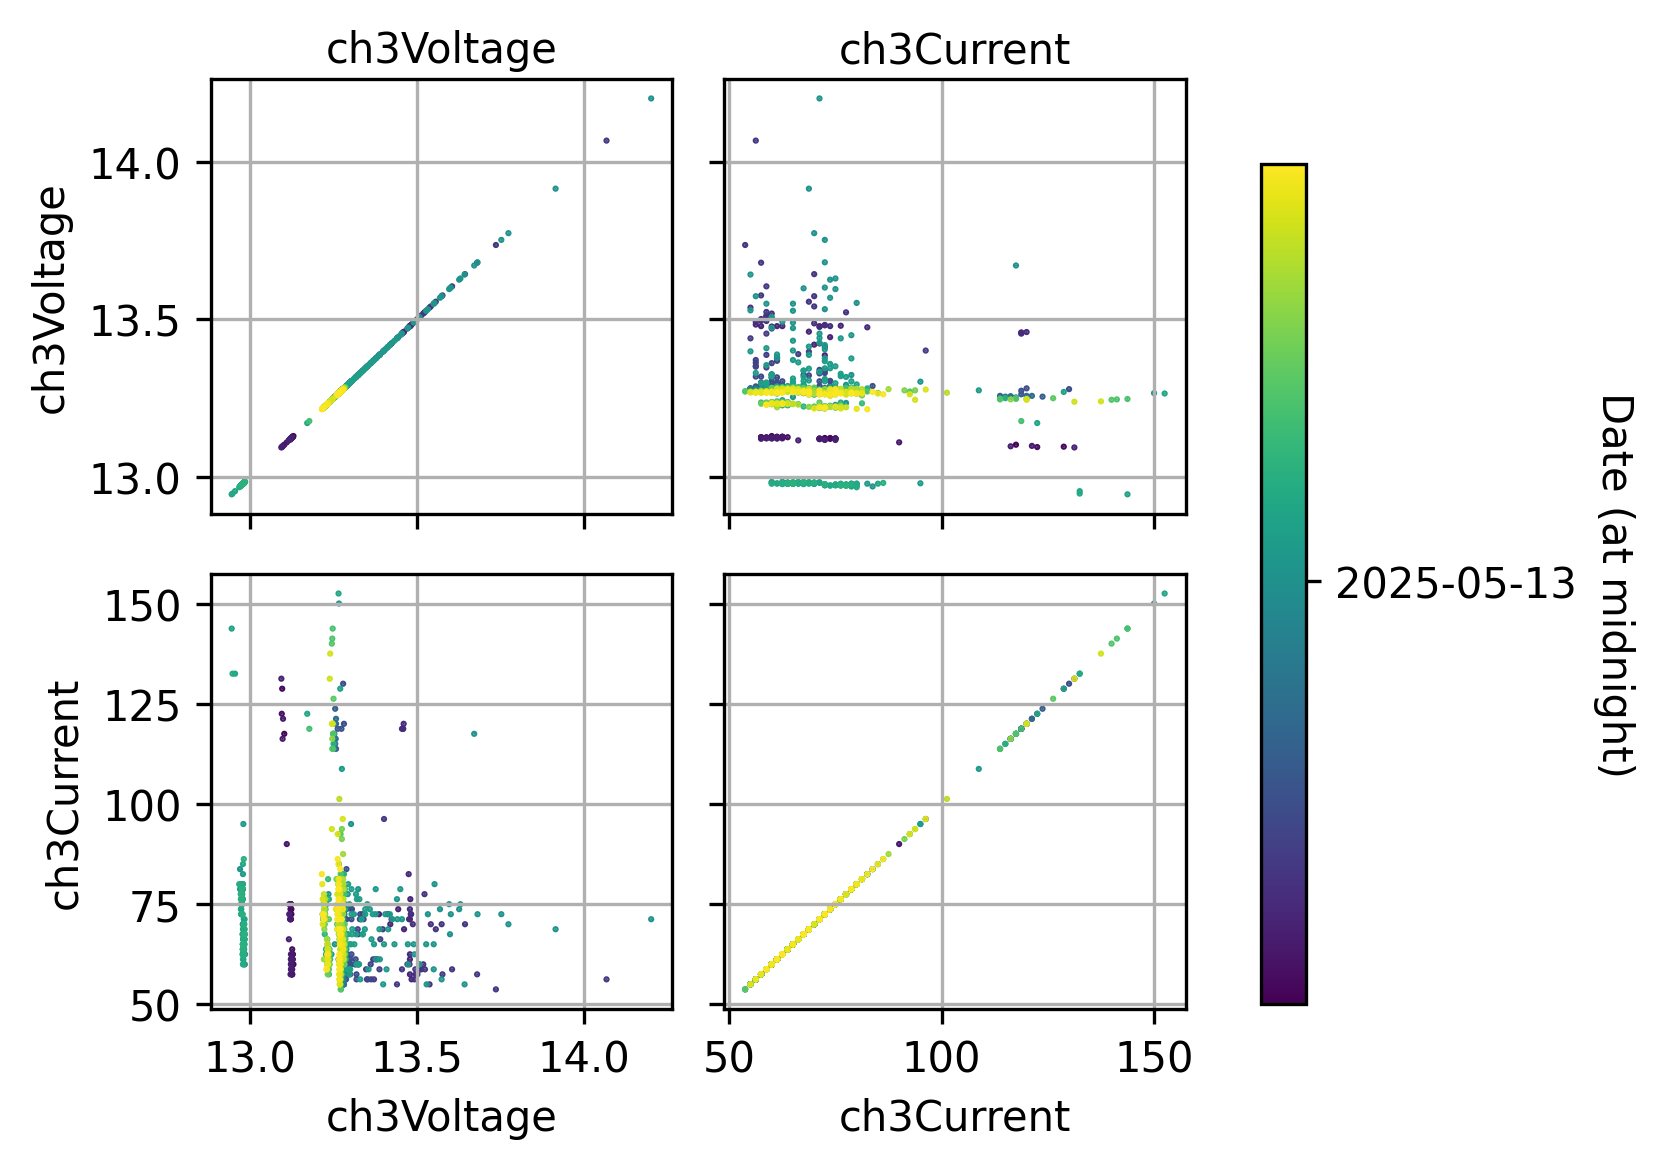 ch3Voltage
ch3Current
ch3Voltage
14.0
13.5
13.0
ch3Current
150
125
100
75
50
13.0 13.5 14.0
50 100 150
ch3Voltage
ch3Current
2025-05-13
Date (at midnight)